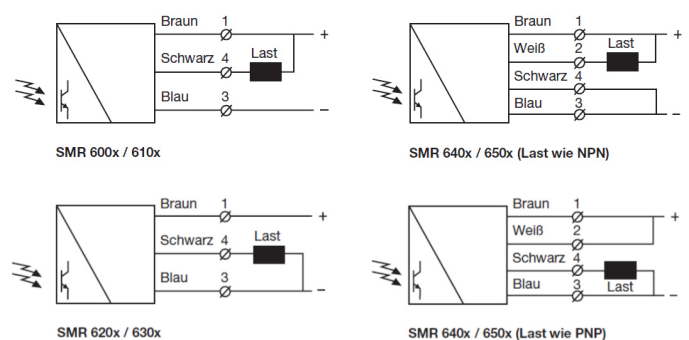 Braun 1
+
Schwarz 4 Last
Blau 3
−
SMR 600x / 610x
Braun 1
+
Weiß 2 Last
Schwarz 4
Blau 3
−
SMR 640x / 650x (Last wie NPN)
Braun 1
+
Schwarz 4 Last
Blau 3
−
SMR 620x / 630x
Braun 1
+
Weiß 2
Schwarz 4
Blau 3 Last
−
SMR 640x / 650x (Last wie PNP)